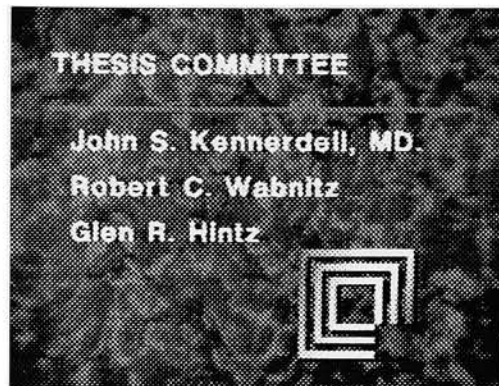 THESIS COMMITTEE
John S. Kennerdell, MD.
Robert C. Wabnitz
Glen R. Hintz